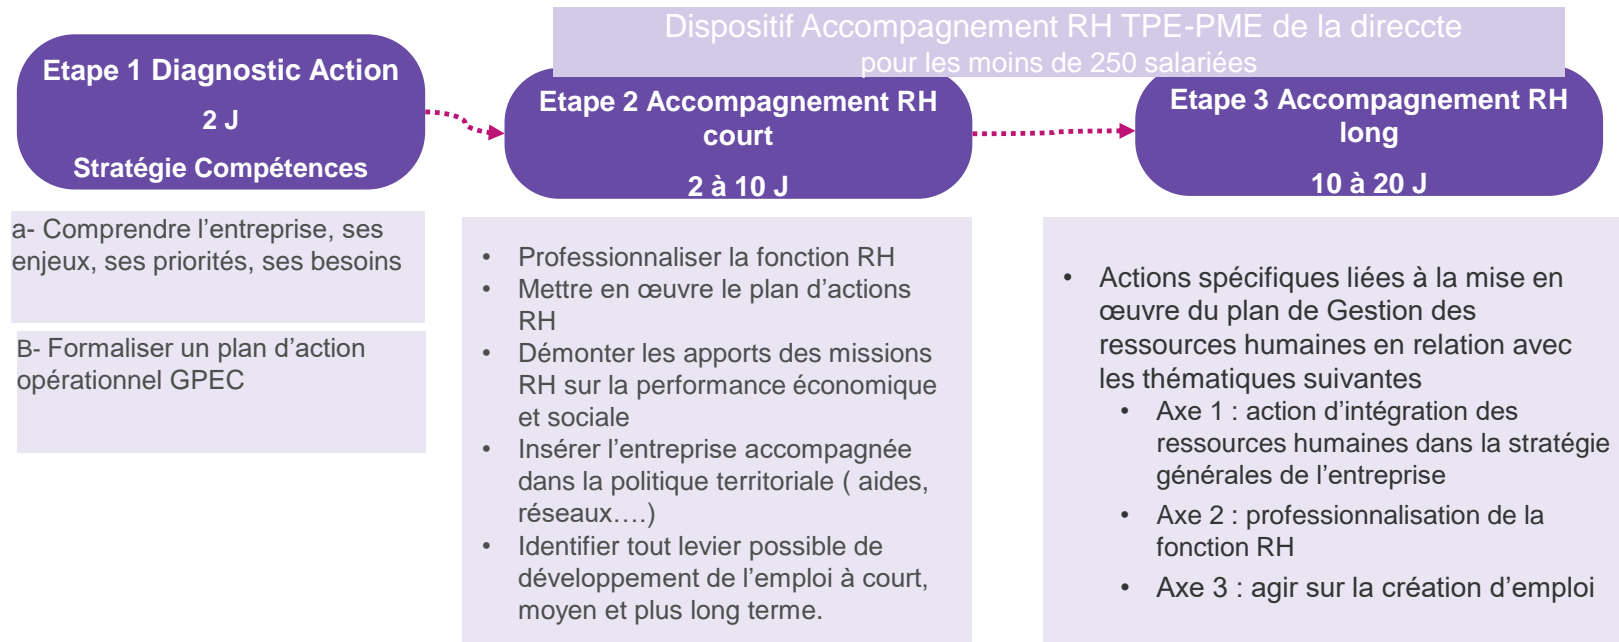 Dispositif Accompagnement RH TPE-PME de la direccte
pour les moins de 250 salariées
Etape 1 Diagnostic Action
2 J
Stratégie Compétences
a- Comprendre l’entreprise, ses
enjeux, ses priorités, ses besoins
B- Formaliser un plan d’action
opérationnel GPEC
Etape 2 Accompagnement RH
court
2 à 10 J
• Professionnaliser la fonction RH
• Mettre en œuvre le plan d’actions
RH
• Démonter les apports des missions
RH sur la performance économique
et sociale
• Insérer l’entreprise accompagnée
dans la politique territoriale ( aides,
réseaux….)
• Identifier tout levier possible de
développement de l’emploi à court,
moyen et plus long terme.
Etape 3 Accompagnement RH
long
10 à 20 J
• Actions spécifiques liées à la mise en
œuvre du plan de Gestion des
ressources humaines en relation avec
les thématiques suivantes
• Axe 1 : action d’intégration des
ressources humaines dans la stratégie
générales de l’entreprise
• Axe 2 : professionnalisation de la
fonction RH
• Axe 3 : agir sur la création d’emploi